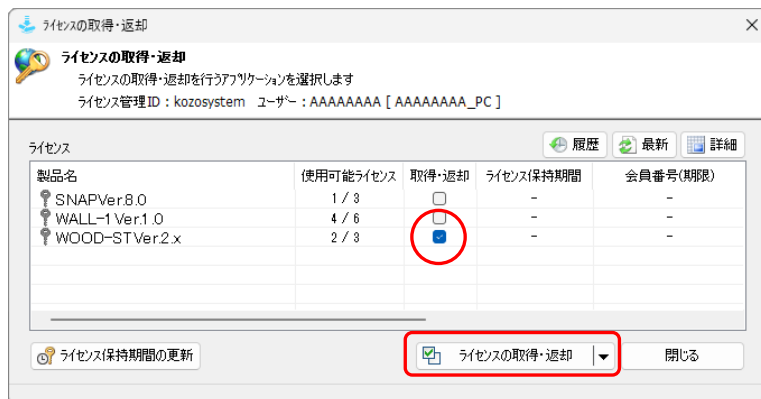 ライセンスの取得・返却
ライセンスの取得・返却
ライセンスの取得・返却を行うアプリケーションを選択します
ライセンス管理ID：kozosystem ユーザー：AAAAAAAA [ AAAAAAAA_PC ]
ライセンス 履歴 最新 詳細
製品名 使用可能ライセンス 取得・返却 ライセンス保持期間 会員番号(期限)
SNAPVer.8.0 1 / 3 - -
WALL-1 Ver.1.0 4 / 6 - -
WOOD-STVer.2.x 2 / 3 - -
ライセンス保持期間の更新 ライセンスの取得・返却 閉じる